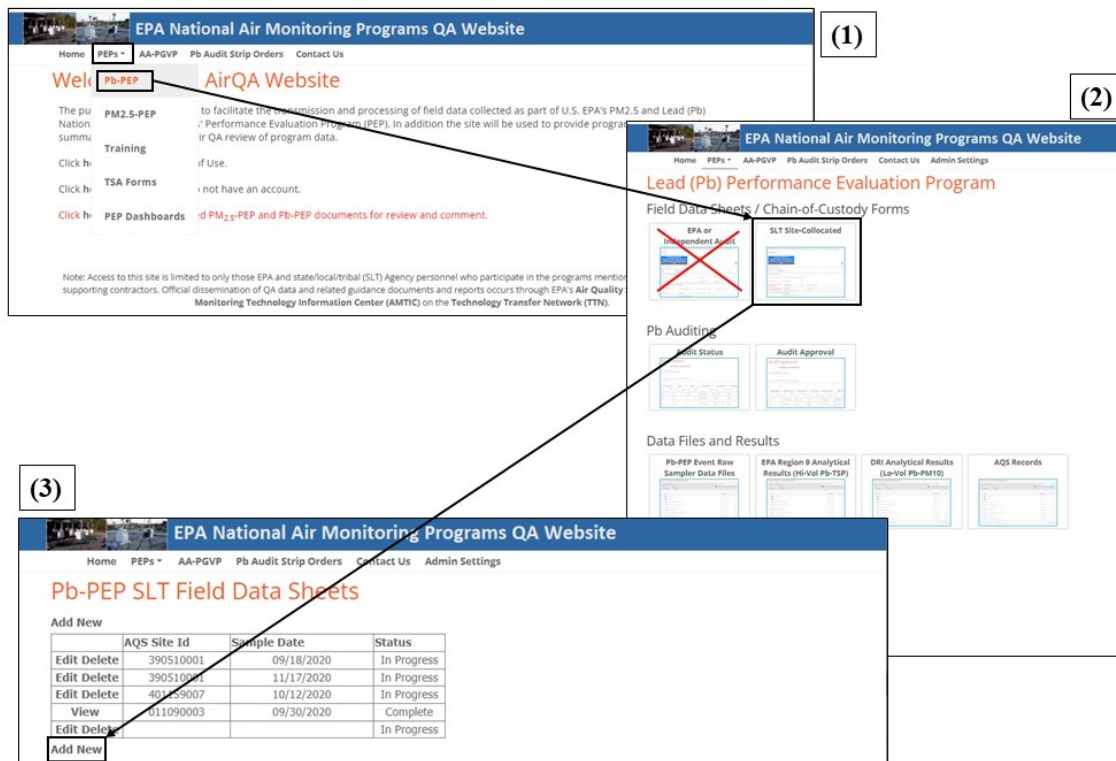 (1)
EPA National Air Monitoring Programs QA Website
Home PEPs AA-PGVP Pb Audit Strip Orders Contact Us
Pb-PEP
PM2.5-PEP
Training
TSA Forms
PEP Dashboards
AirQA Website
The
to facilitate the transmission and processing of field data collected as part of U.S. EPA's PM2.5 and Lead (Pb)
Performance Evaluation Program (PEP). In addition the site will be used to provide
QA review of program data.
Click
of Use.
Click
not have an account.
Click
PM2.5-PEP and Pb-PEP documents for review and comment.
Note: Access to this site is limited to only those EPA and state/local/tribal (SLT) Agency personnel who participate in the programs
supporting contractors. Official dissemination of QA data and related guidance documents and reports occurs through EPA's Air Quality
Monitoring Technology Information Center (AMTIC) on the Technology Transfer Network (TTN).
(2)
EPA National Air Monitoring Programs QA Website
Home PEPs AA-PGVP Pb Audit Strip Orders Contact Us Admin Settings
Lead (Pb) Performance Evaluation Program
Field Data Sheets / Chain-of-Custody Forms
EPA or
Independent Audit
SLT Site-Collocated
Pb Auditing
Audit Status
Audit Approval
Data Files and Results
Pb-PEP Event Raw
Sampler Data Files
EPA Region 9 Analytical
Results (Hi-Vol Pb-TSP)
DRI Analytical Results
(Lo-Vol Pb-PM10)
AQS Records
(3)
EPA National Air Monitoring Programs QA Website
Home PEPs AA-PGVP Pb Audit Strip Orders Contact Us Admin Settings
Pb-PEP SLT Field Data Sheets
Add New
AQS Site Id Sample Date Status
Edit Delete 390510001 09/18/2020 In Progress
Edit Delete 390510001 11/17/2020 In Progress
Edit Delete 401159007 10/12/2020 In Progress
View 011090003 09/30/2020 Complete
Edit Delete In Progress
Add New